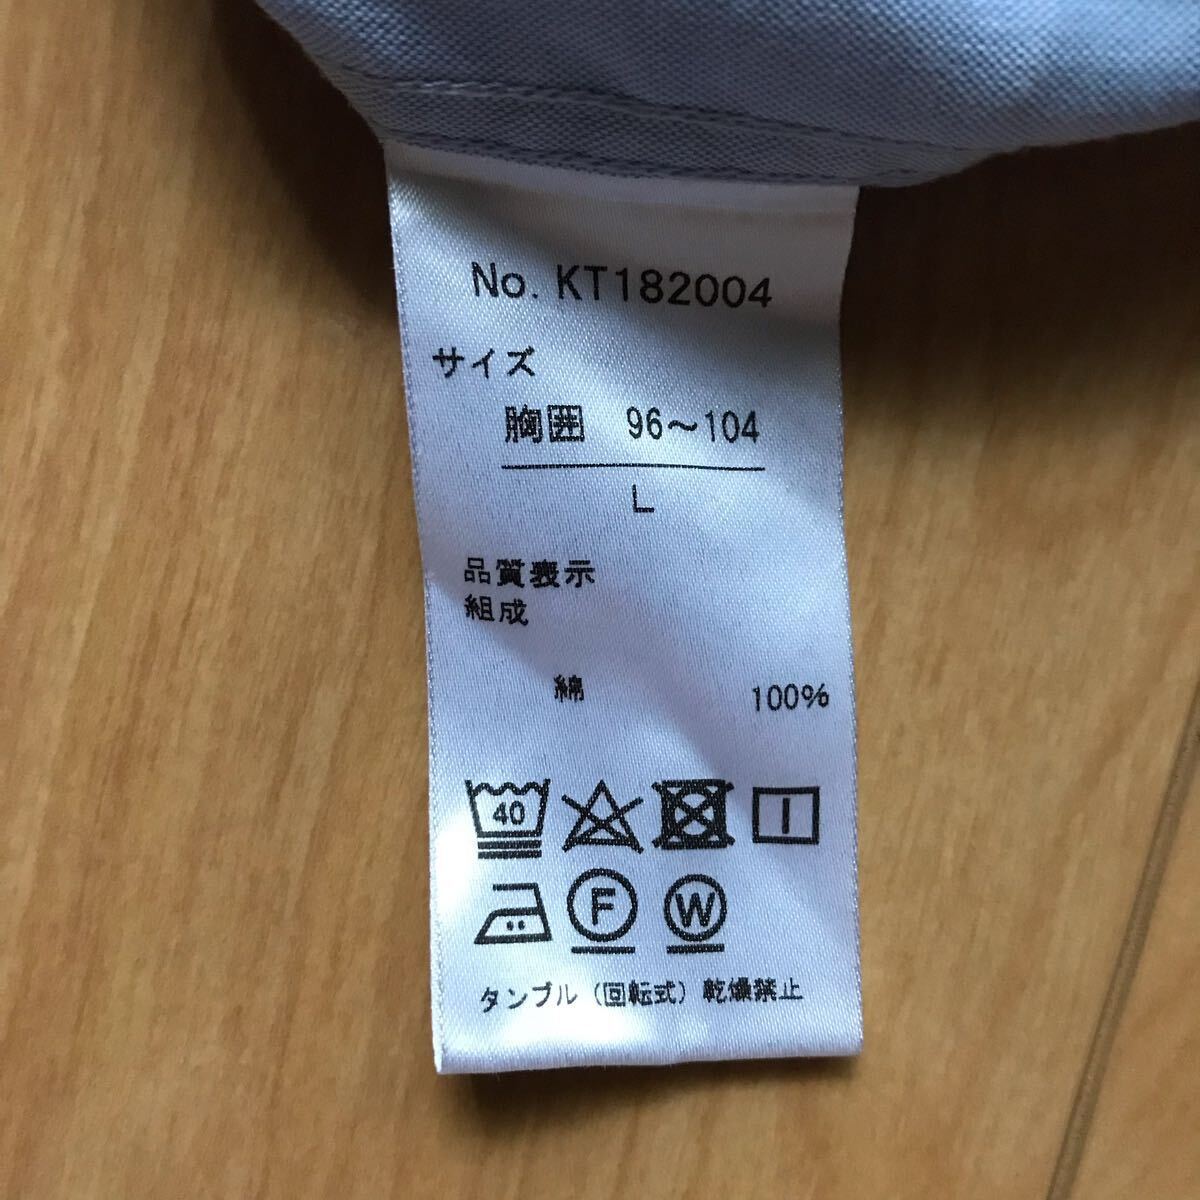 No. KT182004
サイズ
胸囲 96～104
L
品質表示
組成
綿 100%
40
F W
タンブル（回転式）乾燥禁止